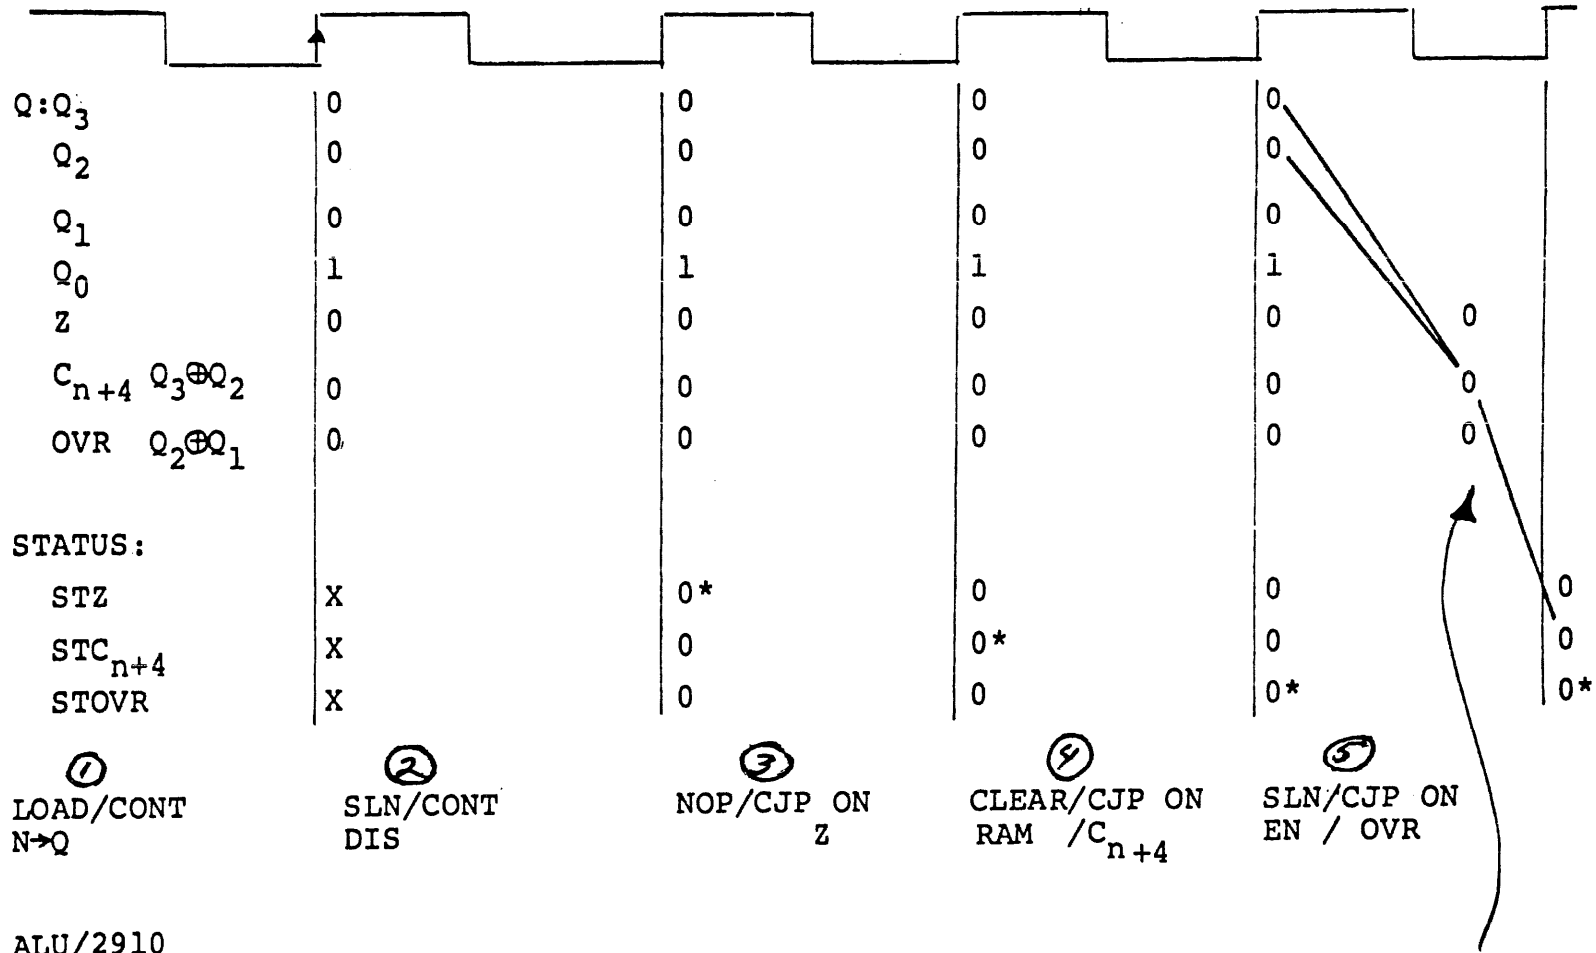 Q:Q3 0 0 0 0
Q2 0 0 0 0
Q1 0 0 0 0
Q0 1 1 1 1
Z 0 0 0 0 0
Cn+4 Q3⊕Q2 0 0 0 0 0
OVR Q2⊕Q1 0 0 0 0 0
STATUS:
STZ X 0* 0 0 0
STCn+4 X 0 0* 0 0
STOVR X 0 0 0* 0*
① ② ③ ④ ⑤
LOAD/CONT SLN/CONT NOP/CJP ON CLEAR/CJP ON SLN/CJP ON
N→Q DIS Z RAM /Cn+4 EN / OVR
ALU/2910